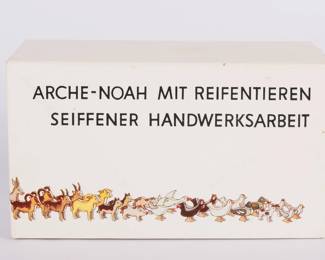 ARCHE-NOAH MIT REIFENTIEREN
SEIFFENER HANDWERKSARBEIT